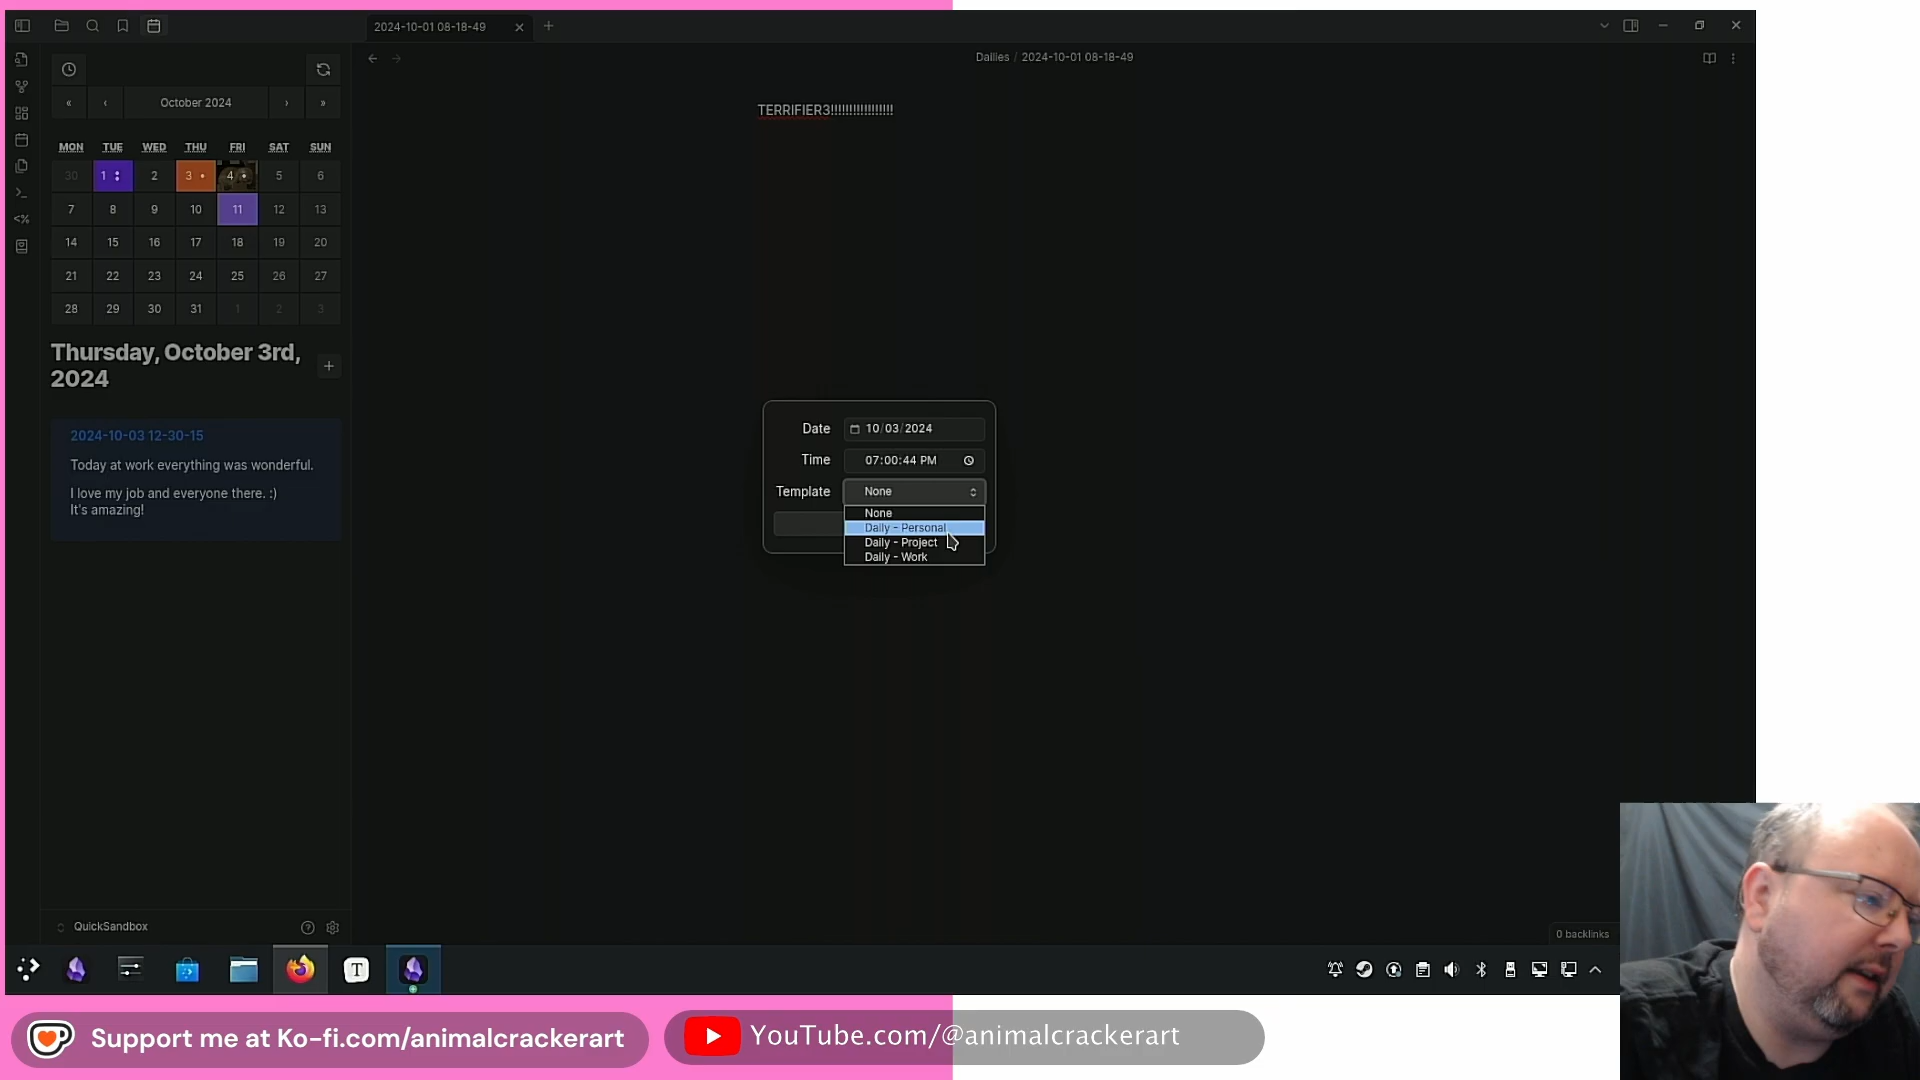 2024-10-01 08-18-49
Dailies / 2024-10-01 08-18-49
« ‹ October 2024 › »
MON TUE WED THU FRI SAT SUN
30 1 2 3 4 5 6
7 8 9 10 11 12 13
14 15 16 17 18 19 20
21 22 23 24 25 26 27
28 29 30 31 1 2 3
Thursday, October 3rd,
2024
2024-10-03 12-30-15
Today at work everything was wonderful.
I love my job and everyone there. :)
It's amazing!
Date 10/03/2024
Time 07:00:44 PM
Template None
None
Daily - Personal
Daily - Project
Daily - Work
QuickSandbox
0 backlinks
T
Support me at Ko-fi.com/animalcrackerart
YouTube.com/@animalcrackerart